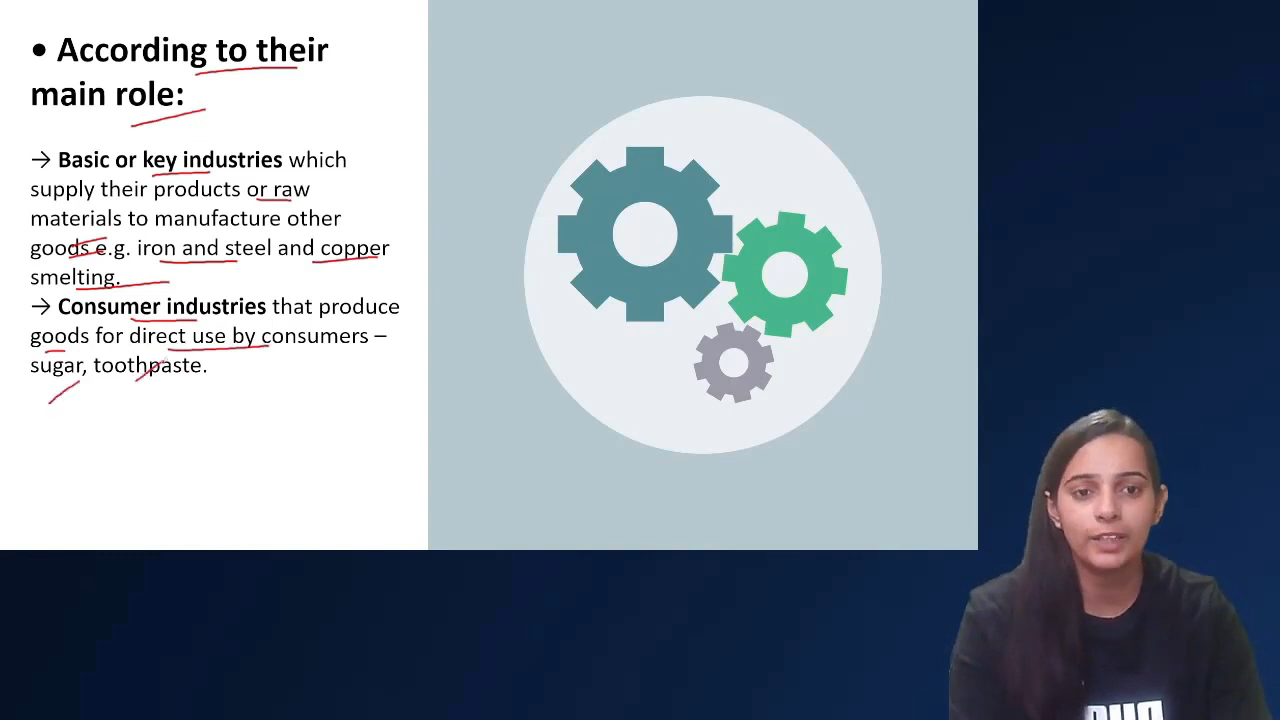 • According to their
main role:
→ Basic or key industries which
supply their products or raw
materials to manufacture other
goods e.g. iron and steel and copper
smelting.
→ Consumer industries that produce
goods for direct use by consumers –
sugar, toothpaste.